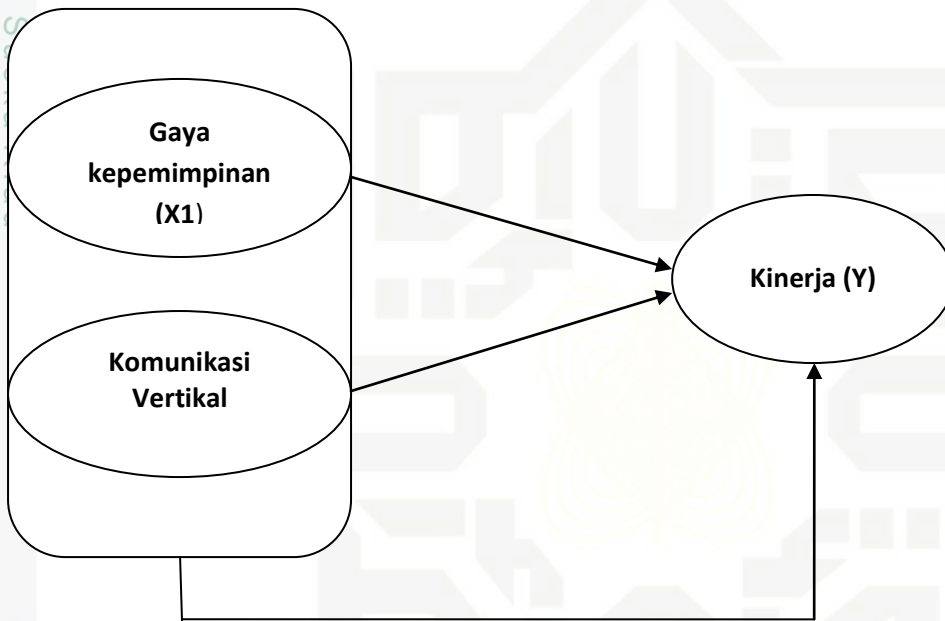 Gaya
kepemimpinan
(X1)
Komunikasi
Vertikal
Kinerja (Y)